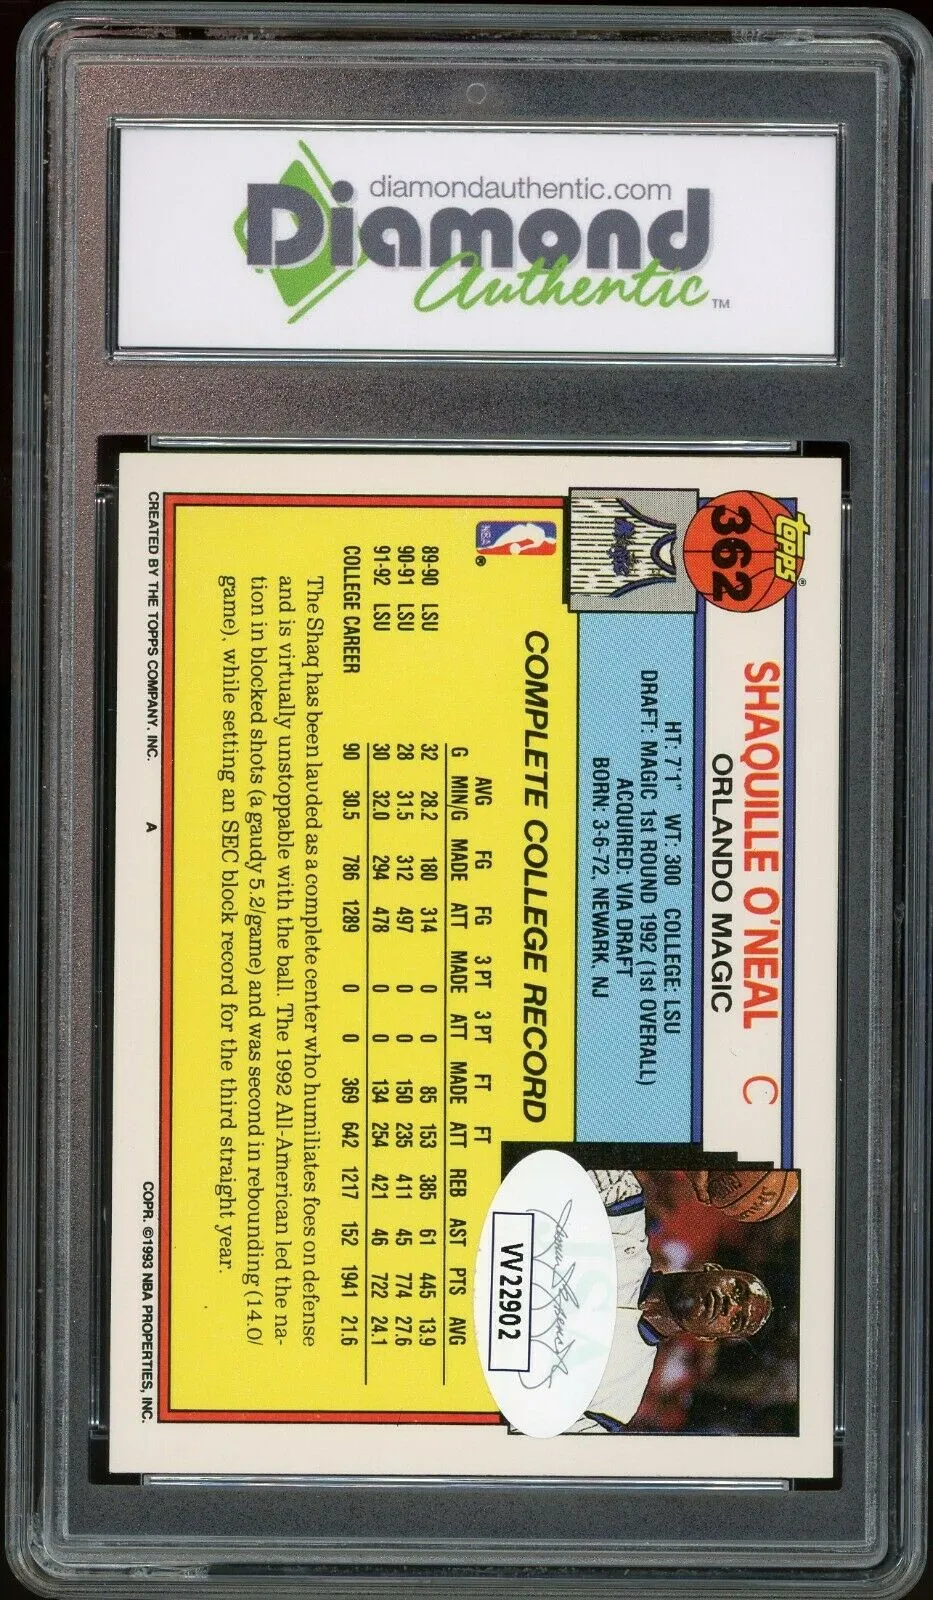 diamondauthentic.com
Diamond
Authentic™
topps®
362
SHAQUILLE O'NEAL C
ORLANDO MAGIC
HT: 7'1" WT: 300 COLLEGE: LSU
DRAFT: MAGIC 1st ROUND 1992 (1st OVERALL)
ACQUIRED: VIA DRAFT
BORN: 3-6-72, NEWARK, NJ
NBA ®
COMPLETE COLLEGE RECORD
AVG FG FG 3 PT 3 PT FT FT
G MIN/G MADE ATT MADE ATT MADE ATT REB AST PTS AVG
89-90 LSU 32 28.2 180 314 0 0 85 153 385 61 445 13.9
90-91 LSU 28 31.5 312 497 0 0 150 235 411 45 774 27.6
91-92 LSU 30 32.0 294 478 0 0 134 254 421 46 722 24.1
COLLEGE CAREER 90 30.5 786 1289 0 0 369 642 1217 152 1941 21.6
The Shaq has been lauded as a complete center who humiliates foes on defense
and is virtually unstoppable with the ball. The 1992 All-American led the na-
tion in blocked shots (a gaudy 5.2/game) and was second in rebounding (14.0/
game), while setting an SEC block record for the third straight year.
CREATED BY THE TOPPS COMPANY, INC. A COPR. ©1993 NBA PROPERTIES, INC.
VV22902